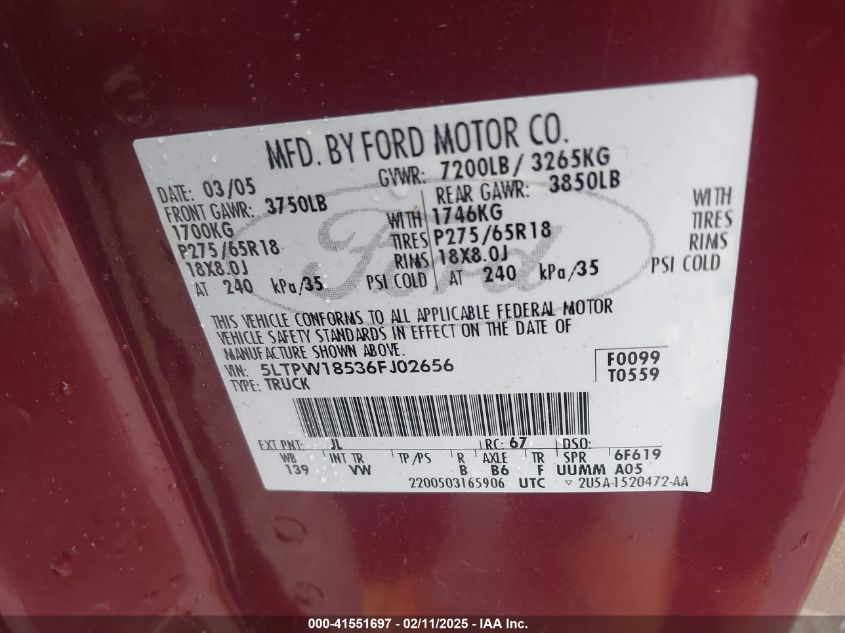 MFD. BY FORD MOTOR CO.
DATE: 03/05 GVWR: 7200LB/ 3265KG
FRONT GAWR: 3750LB REAR GAWR: 3850LB
1700KG WITH 1746KG WITH
P275/65R18 TIRES P275/65R18 TIRES
18X8.0J RIMS 18X8.0J RIMS
AT 240 kPa/35 PSI COLD AT 240 kPa/35 PSI COLD
Ford
THIS VEHICLE CONFORMS TO ALL APPLICABLE FEDERAL MOTOR
VEHICLE SAFETY STANDARDS IN EFFECT ON THE DATE OF
MANUFACTURE SHOWN ABOVE.
VIN: 5LTPW18536FJ02656 F0099
TYPE: TRUCK T0559
EXT PNT: JL RC: 67 DSO:
WB INT TR TP/PS R AXLE TR SPR 6F619
139 VW B B6 F UUMM A05
2200503165906 UTC ▽ 2U5A-1520472-AA
000-41551697 - 02/11/2025 - IAA Inc.